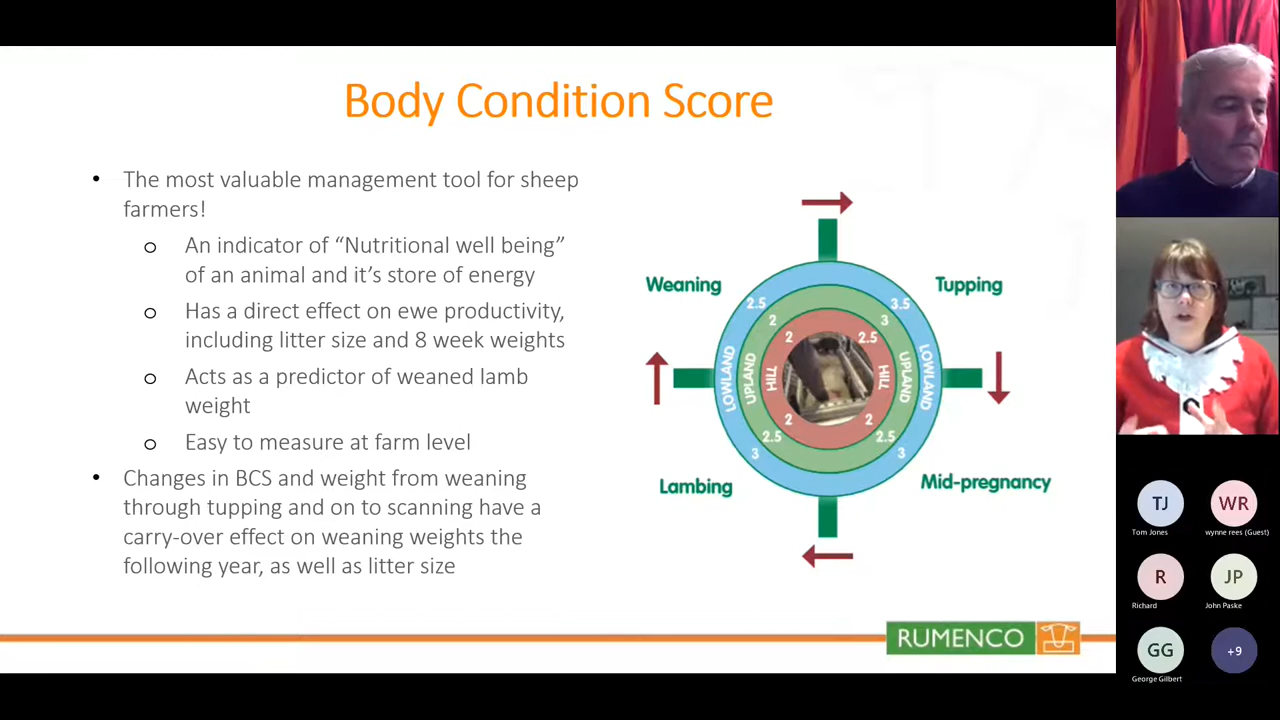 Body Condition Score
• The most valuable management tool for sheep
farmers!
o An indicator of “Nutritional well being”
of an animal and it’s store of energy
o Has a direct effect on ewe productivity,
including litter size and 8 week weights
o Acts as a predictor of weaned lamb
weight
o Easy to measure at farm level
• Changes in BCS and weight from weaning
through tupping and on to scanning have a
carry-over effect on weaning weights the
following year, as well as litter size
Weaning
2.5
2
2
LOWLAND
UPLAND
HILL
Tupping
3.5
3
2.5
HILL
UPLAND
LOWLAND
Lambing
2
2.5
3
Mid-pregnancy
2
2.5
3
RUMENCO
TJ
Tom Jones
WR
wynne rees (Guest)
R
Richard
JP
John Paske
GG
George Gilbert
+9